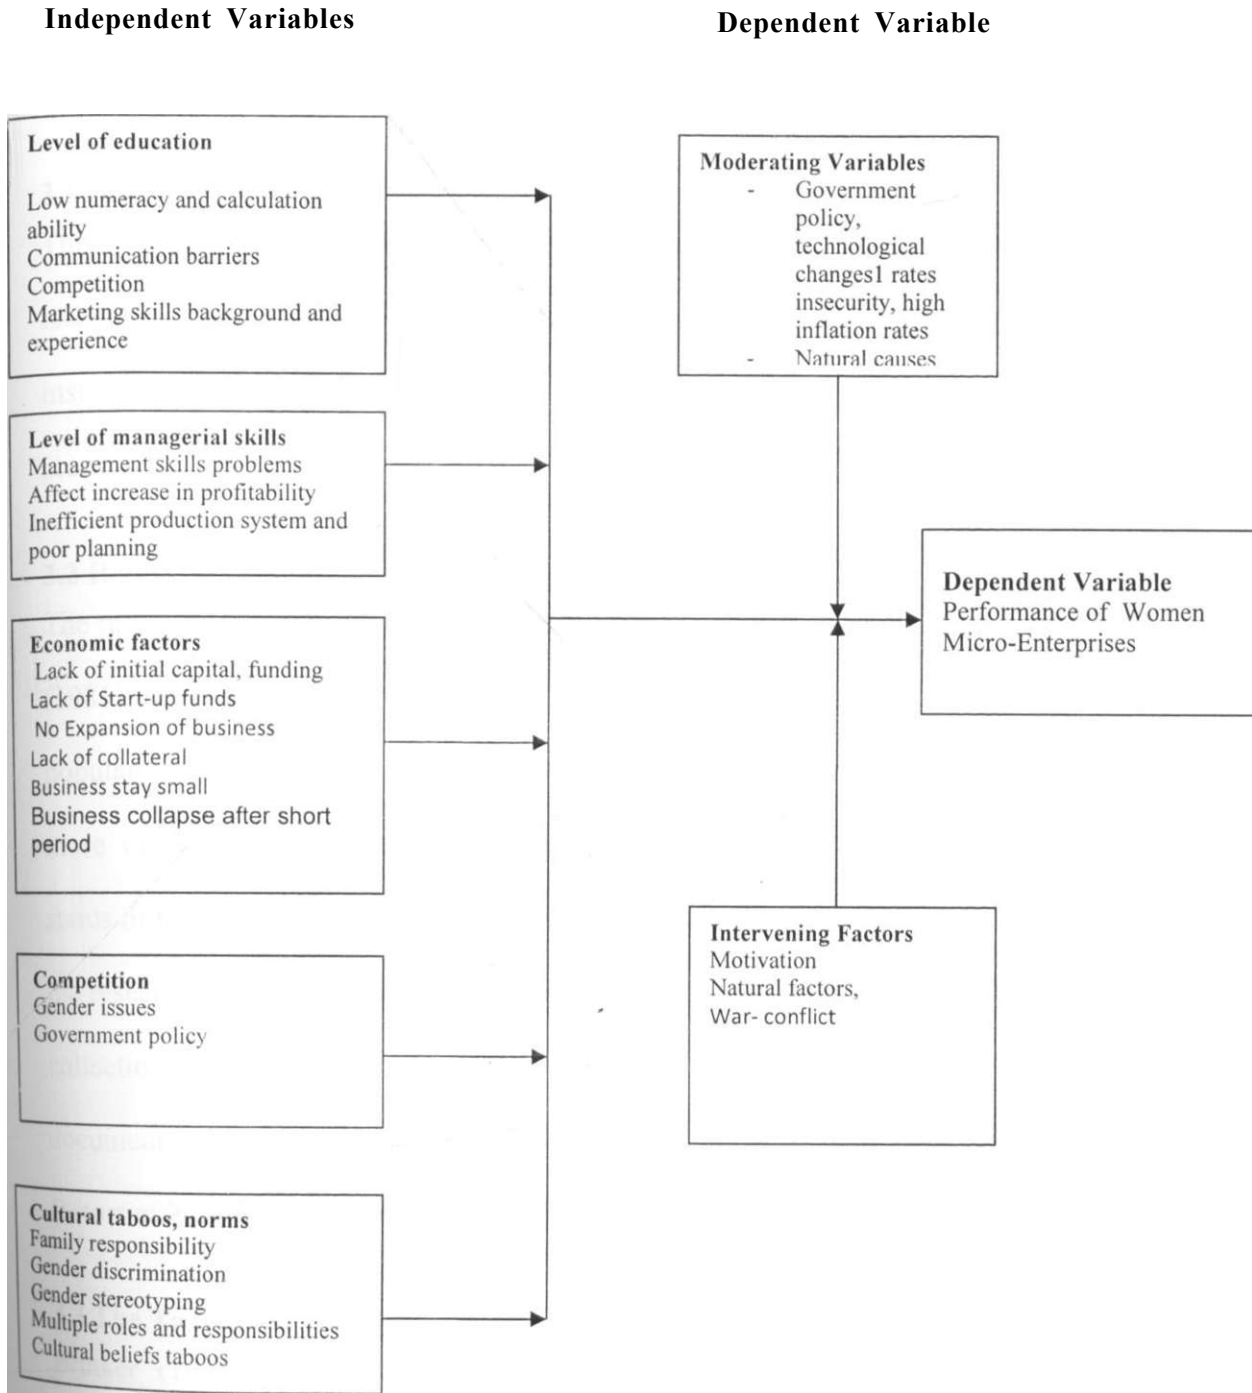 Independent Variables
Dependent Variable
Level of education
Low numeracy and calculation
ability
Communication barriers
Competition
Marketing skills background and
experience
Level of managerial skills
Management skills problems
Affect increase in profitability
Inefficient production system and
poor planning
Economic factors
Lack of initial capital, funding
Lack of Start-up funds
No Expansion of business
Lack of collateral
Business stay small
Business collapse after short
period
Competition
Gender issues
Government policy
Cultural taboos, norms
Family responsibility
Gender discrimination
Gender stereotyping
Multiple roles and responsibilities
Cultural beliefs taboos
Moderating Variables
- Government
policy,
technological
changes1 rates
insecurity, high
inflation rates
- Natural causes
Dependent Variable
Performance of Women
Micro-Enterprises
Intervening Factors
Motivation
Natural factors,
War- conflict